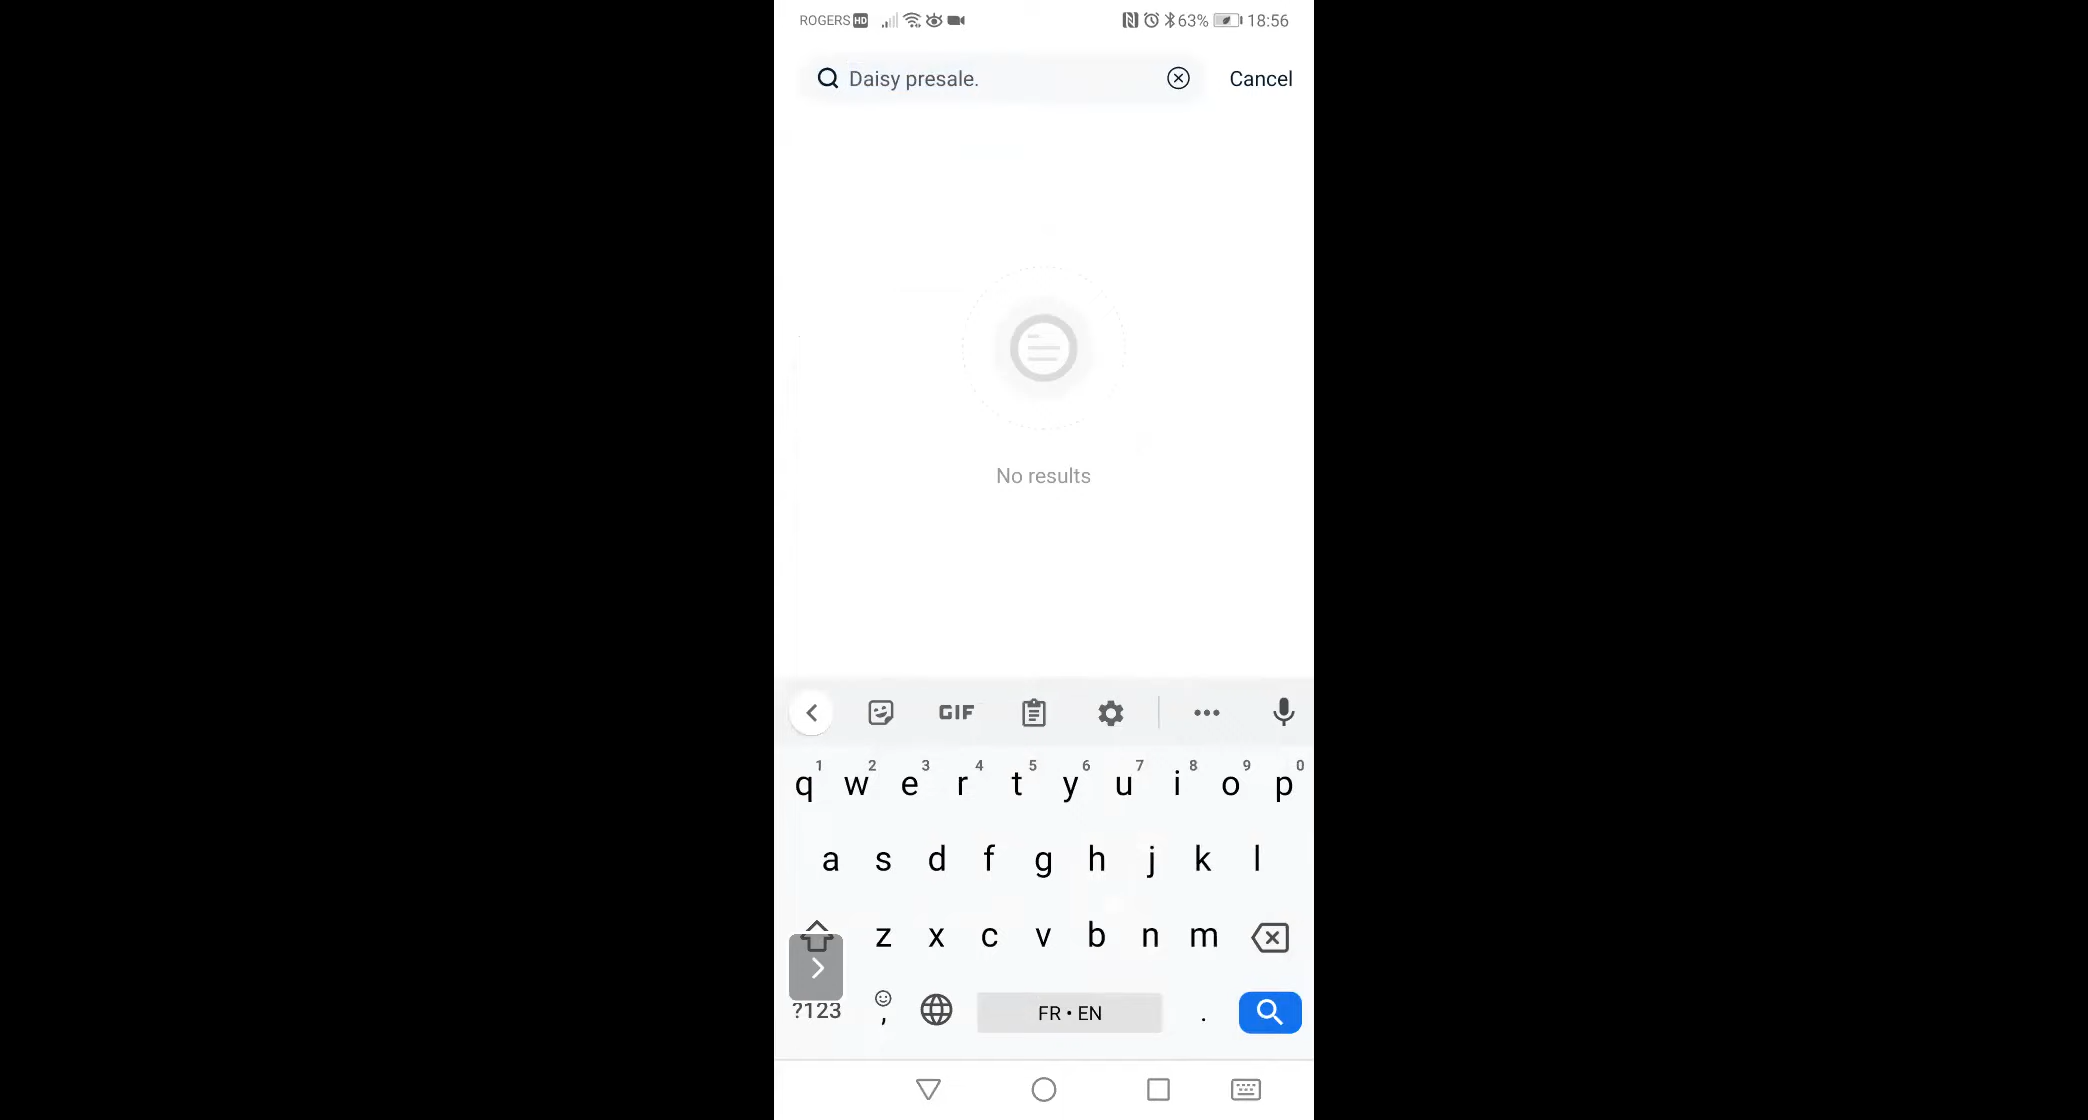 ROGERS HD 63% 18:56
Daisy presale. Cancel
No results
GIF
1 2 3 4 5 6 7 8 9 0
q w e r t y u i o p
a s d f g h j k l
z x c v b n m
?123 , FR • EN .